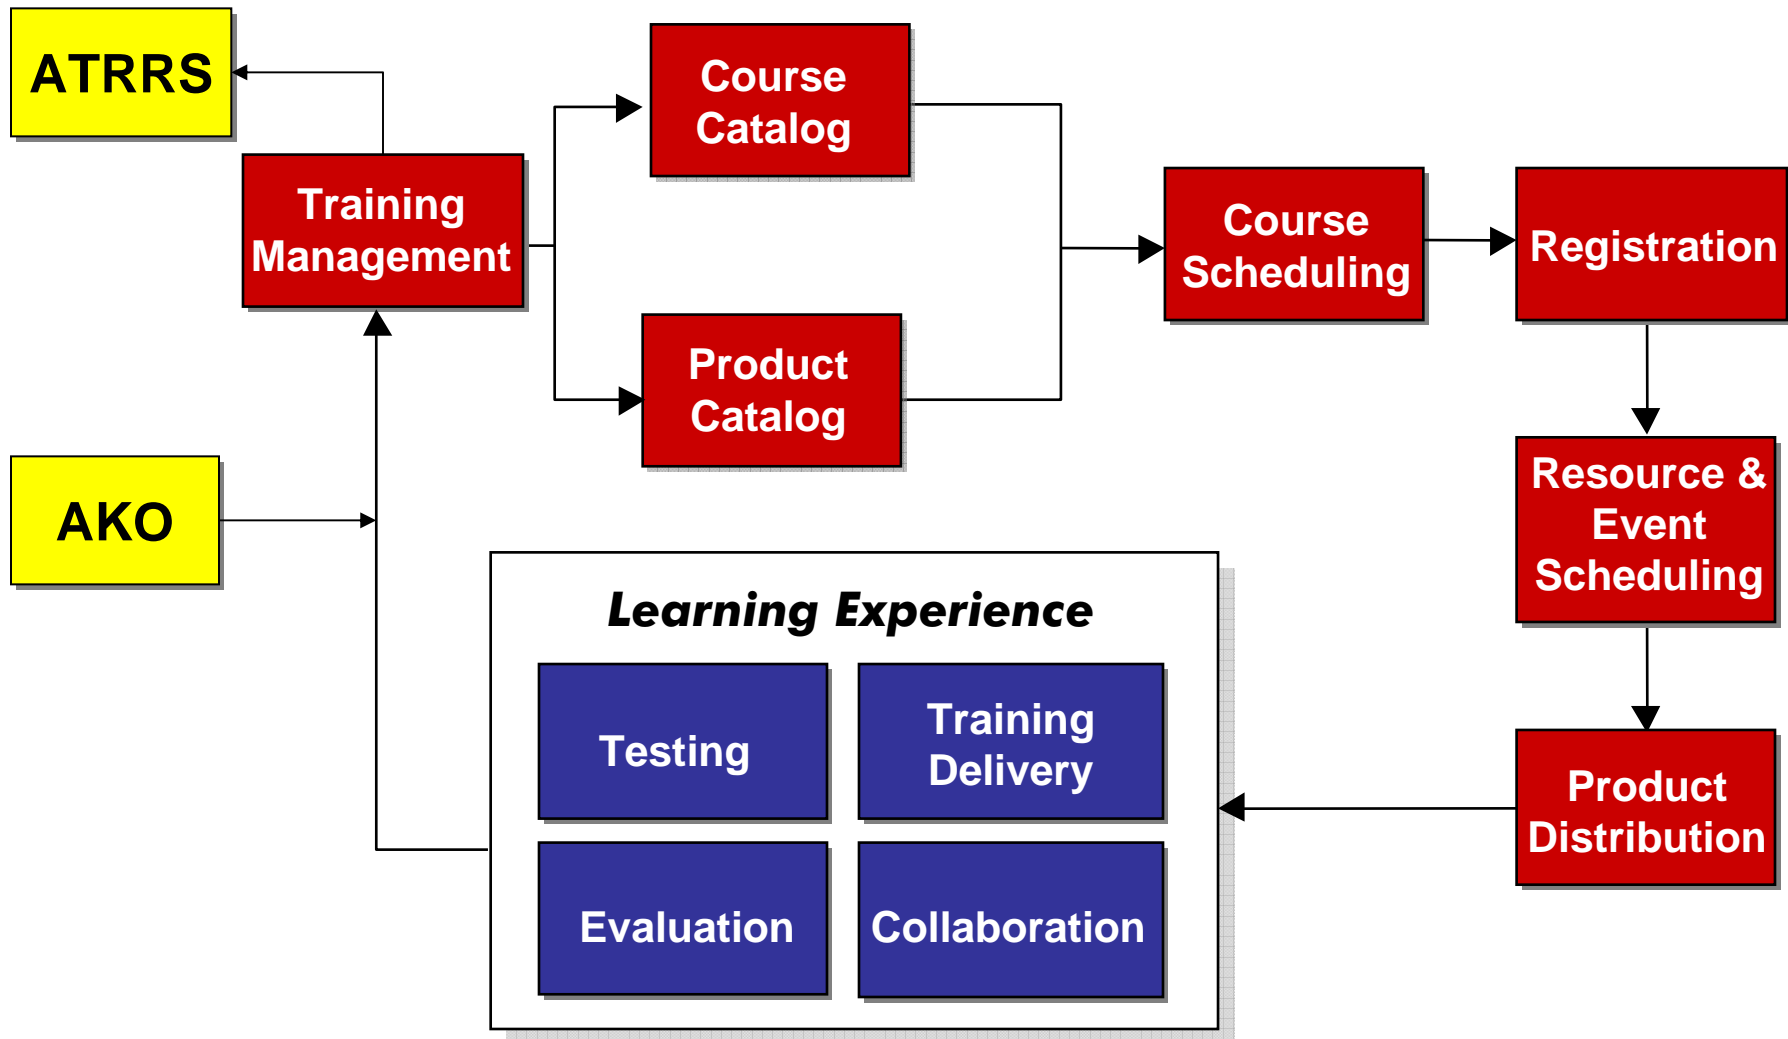 ATRRS
Course
Catalog
Training
Management
Course
Scheduling
Registration
Product
Catalog
AKO
Resource &
Event
Scheduling
Learning Experience
Testing
Training
Delivery
Product
Distribution
Evaluation
Collaboration